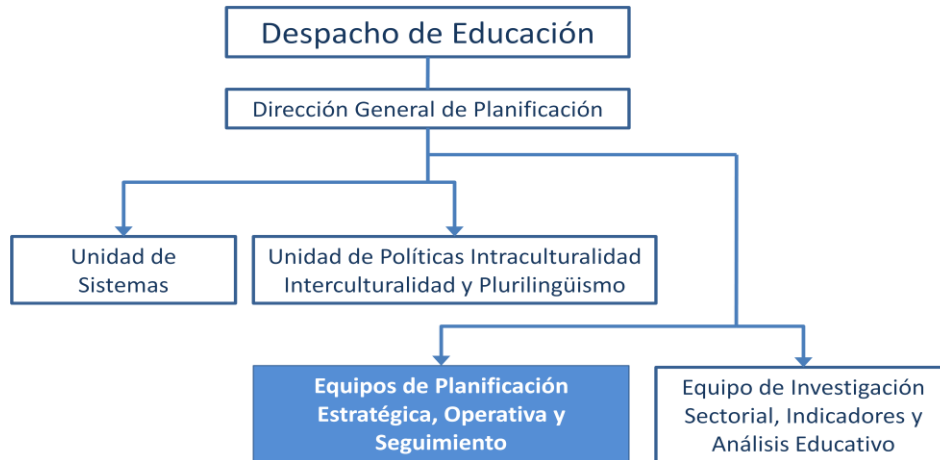 Despacho de Educación
Dirección General de Planificación
Unidad de
Sistemas
Unidad de Políticas Intraculturalidad
Interculturalidad y Plurilingüismo
Equipos de Planificación
Estratégica, Operativa y
Seguimiento
Equipo de Investigación
Sectorial, Indicadores y
Análisis Educativo